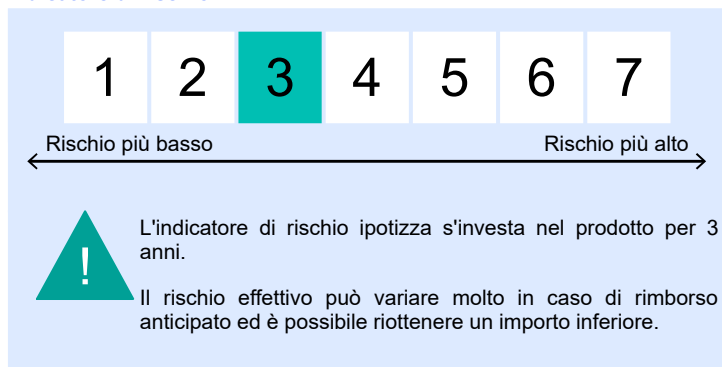 1 2 3 4 5 6 7
Rischio più basso Rischio più alto
L'indicatore di rischio ipotizza s'investa nel prodotto per 3
anni.
!
Il rischio effettivo può variare molto in caso di rimborso
anticipato ed è possibile riottenere un importo inferiore.